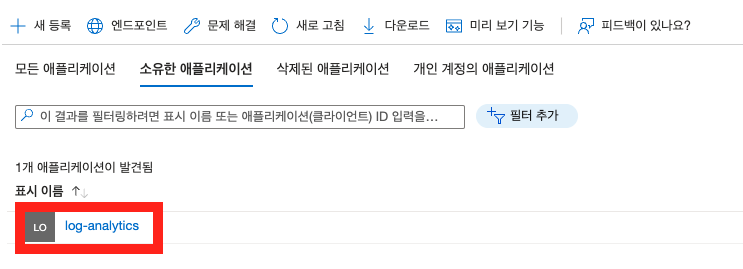 새 등록 엔드포인트 문제 해결 새로 고침 다운로드 미리 보기 기능 피드백이 있나요?
모든 애플리케이션 소유한 애플리케이션 삭제된 애플리케이션 개인 계정의 애플리케이션
이 결과를 필터링하려면 표시 이름 또는 애플리케이션(클라이언트) ID 입력을... 필터 추가
1개 애플리케이션이 발견됨
표시 이름
LO log-analytics